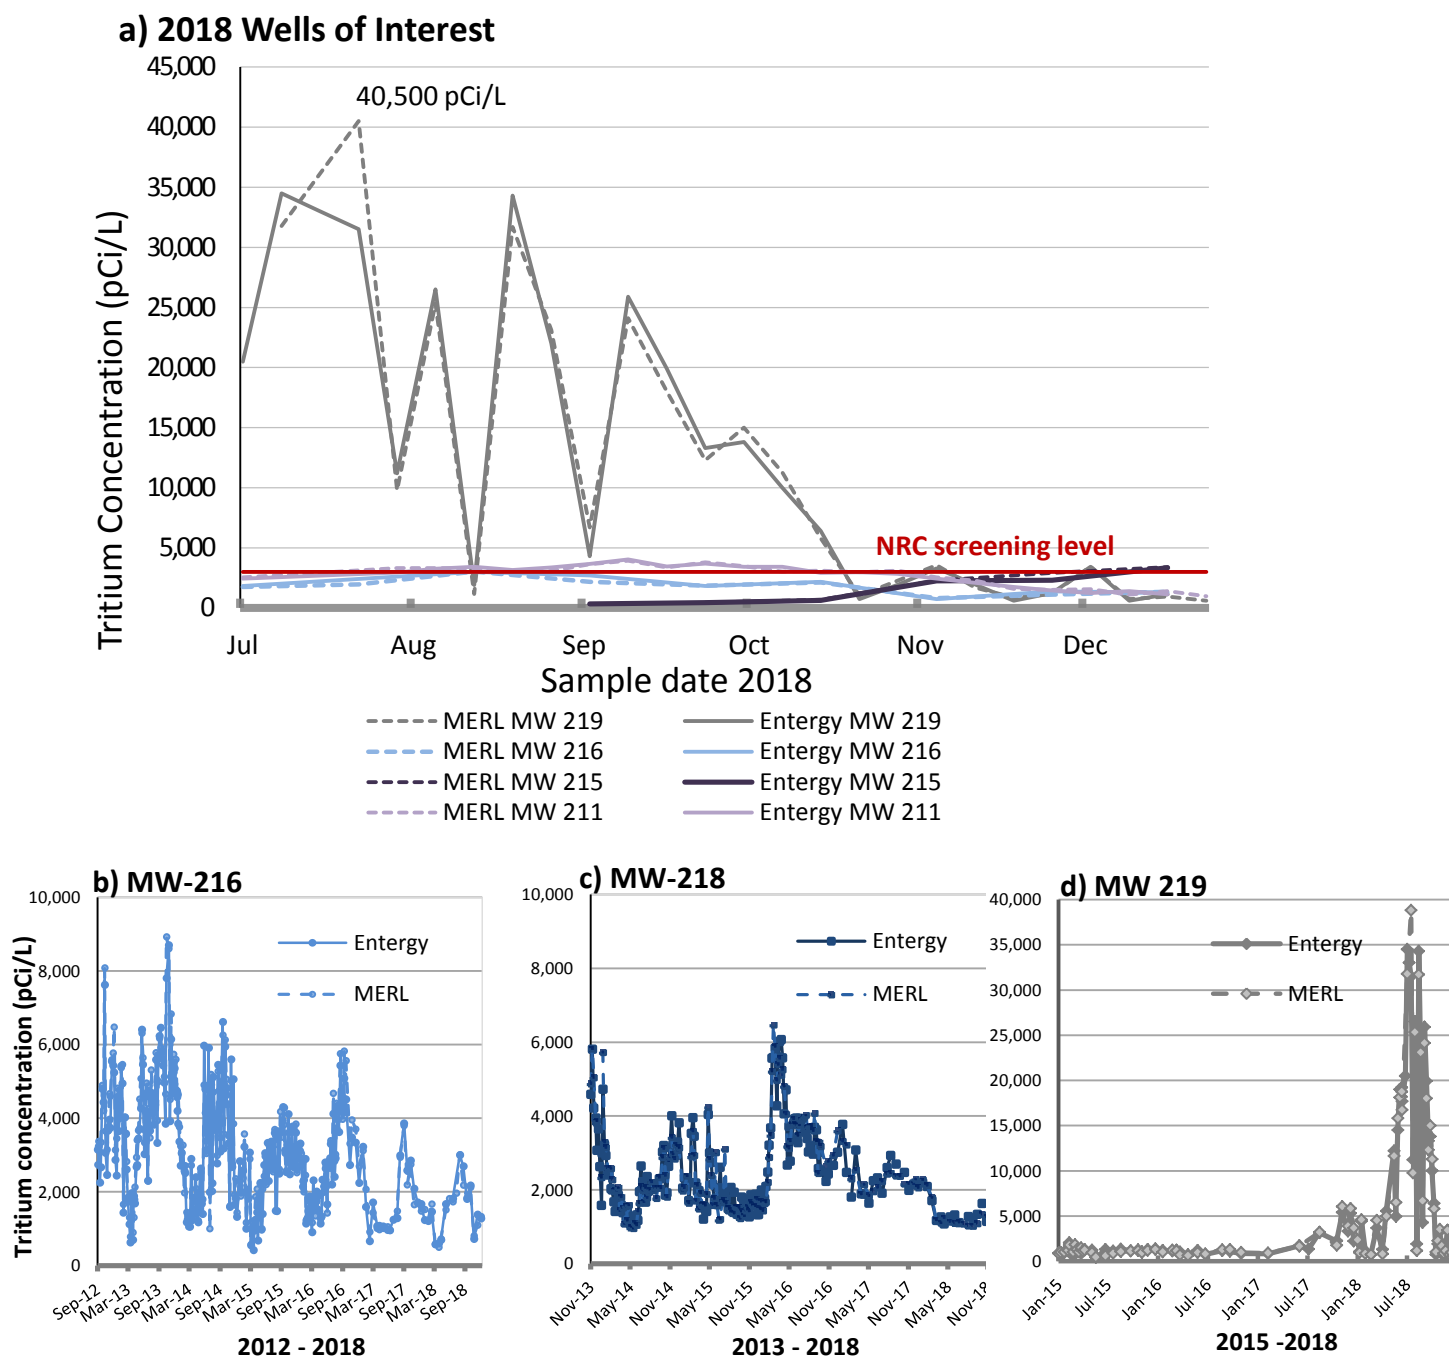 a) 2018 Wells of Interest
45,000
40,500 pCi/L
40,000
35,000
30,000
25,000
20,000
15,000
10,000
5,000
0
Tritium Concentration (pCi/L)
NRC screening level
Jul Aug Sep Oct Nov Dec
Sample date 2018
MERL MW 219 Entergy MW 219
MERL MW 216 Entergy MW 216
MERL MW 215 Entergy MW 215
MERL MW 211 Entergy MW 211
b) MW-216
10,000
8,000
6,000
4,000
2,000
0
Tritium concentration (pCi/L)
Entergy
MERL
Sep-12 Mar-13 Sep-13 Mar-14 Sep-14 Mar-15 Sep-15 Mar-16 Sep-16 Mar-17 Sep-17 Mar-18 Sep-18
2012 - 2018
c) MW-218
10,000
8,000
6,000
4,000
2,000
0
Entergy
MERL
Nov-13 May-14 Nov-14 May-15 Nov-15 May-16 Nov-16 May-17 Nov-17 May-18 Nov-18
2013 - 2018
d) MW 219
40,000
35,000
30,000
25,000
20,000
15,000
10,000
5,000
0
Entergy
MERL
Jan-15 Jul-15 Jan-16 Jul-16 Jan-17 Jul-17 Jan-18 Jul-18
2015 -2018